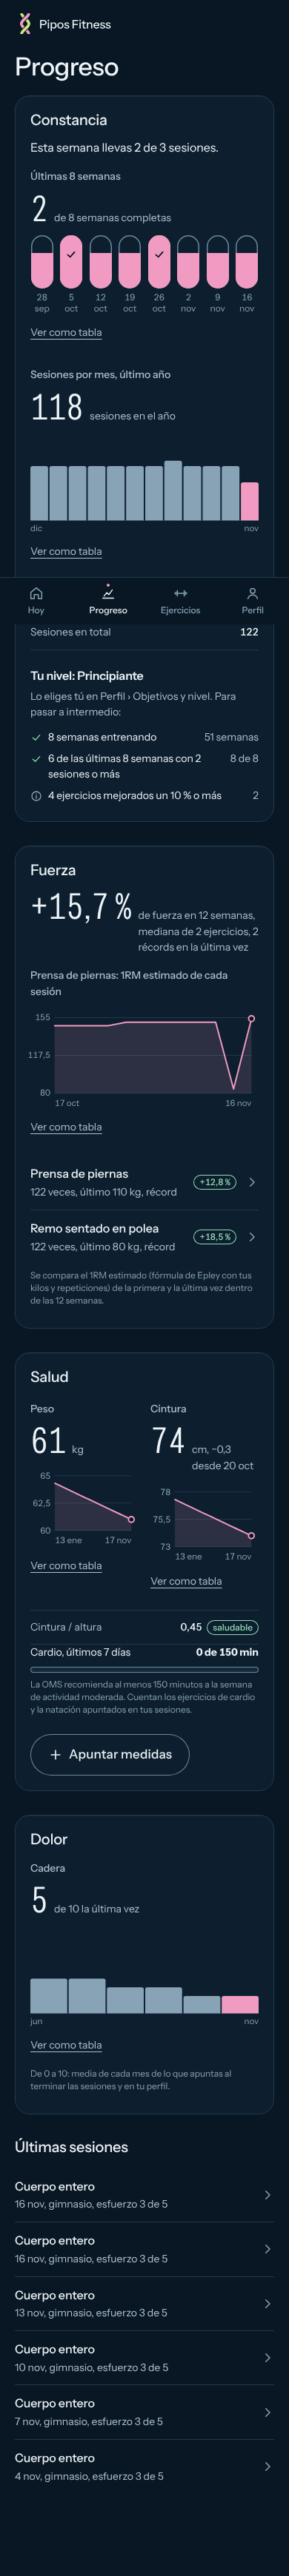 Pipos Fitness
Progreso
Constancia
Esta semana llevas 2 de 3 sesiones.
Últimas 8 semanas
2 de 8 semanas completas
28 5 12 19 26 2 9 16
sep oct oct oct oct nov nov nov
Ver como tabla
Sesiones por mes, último año
118 sesiones en el año
dic nov
Ver como tabla
Hoy Progreso Ejercicios Perfil
Sesiones en total 122
Tu nivel: Principiante
Lo eliges tú en Perfil › Objetivos y nivel. Para
pasar a intermedio:
8 semanas entrenando 51 semanas
6 de las últimas 8 semanas con 2 8 de 8
sesiones o más
4 ejercicios mejorados un 10 % o más 2
Fuerza
+15,7 % de fuerza en 12 semanas,
mediana de 2 ejercicios, 2
récords en la última vez
Prensa de piernas: 1RM estimado de cada
sesión
155
117,5
80
17 oct 16 nov
Ver como tabla
Prensa de piernas
122 veces, último 110 kg, récord
+12,8 %
Remo sentado en polea
122 veces, último 80 kg, récord
+18,5 %
Se compara el 1RM estimado (fórmula de Epley con tus
kilos y repeticiones) de la primera y la última vez dentro
de las 12 semanas.
Salud
Peso
61 kg
65
62,5
60
13 ene 17 nov
Ver como tabla
Cintura
74 cm, −0,3
desde 20 oct
78
75,5
73
13 ene 17 nov
Ver como tabla
Cintura / altura 0,45 saludable
Cardio, últimos 7 días 0 de 150 min
La OMS recomienda al menos 150 minutos a la semana
de actividad moderada. Cuentan los ejercicios de cardio
y la natación apuntados en tus sesiones.
+ Apuntar medidas
Dolor
Cadera
5 de 10 la última vez
jun nov
Ver como tabla
De 0 a 10: media de cada mes de lo que apuntas al
terminar las sesiones y en tu perfil.
Últimas sesiones
Cuerpo entero
16 nov, gimnasio, esfuerzo 3 de 5
Cuerpo entero
16 nov, gimnasio, esfuerzo 3 de 5
Cuerpo entero
13 nov, gimnasio, esfuerzo 3 de 5
Cuerpo entero
10 nov, gimnasio, esfuerzo 3 de 5
Cuerpo entero
7 nov, gimnasio, esfuerzo 3 de 5
Cuerpo entero
4 nov, gimnasio, esfuerzo 3 de 5